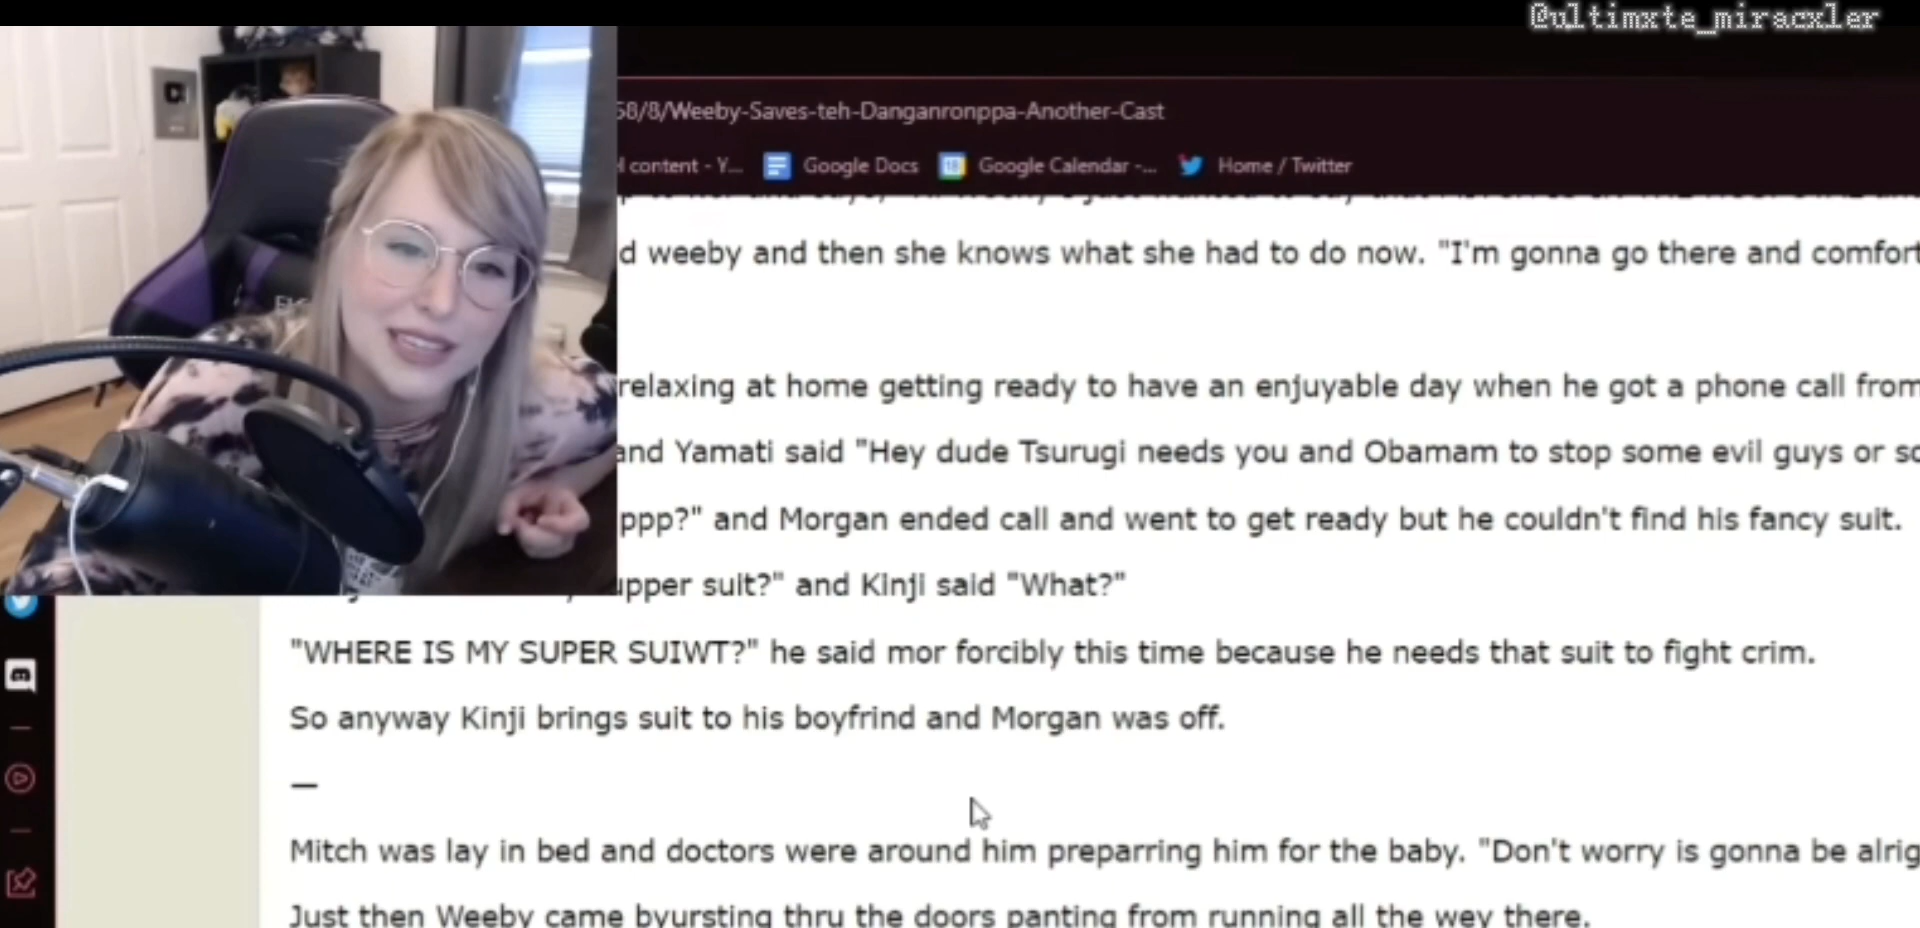 @ultimxte_miracxler
58/8/Weeby-Saves-teh-Danganronppa-Another-Cast
content - Y... Google Docs Google Calendar -... Home / Twitter
d weeby and then she knows what she had to do now. "I'm gonna go there and comfort
relaxing at home getting ready to have an enjuyable day when he got a phone call from
and Yamati said "Hey dude Tsurugi needs you and Obamam to stop some evil guys or so
ppp?" and Morgan ended call and went to get ready but he couldn't find his fancy suit.
upper suit?" and Kinji said "What?"
"WHERE IS MY SUPER SUIWT?" he said mor forcibly this time because he needs that suit to fight crim.
So anyway Kinji brings suit to his boyfrind and Morgan was off.
—
Mitch was lay in bed and doctors were around him preparring him for the baby. "Don't worry is gonna be alrig
Just then Weeby came byursting thru the doors panting from running all the wey there.